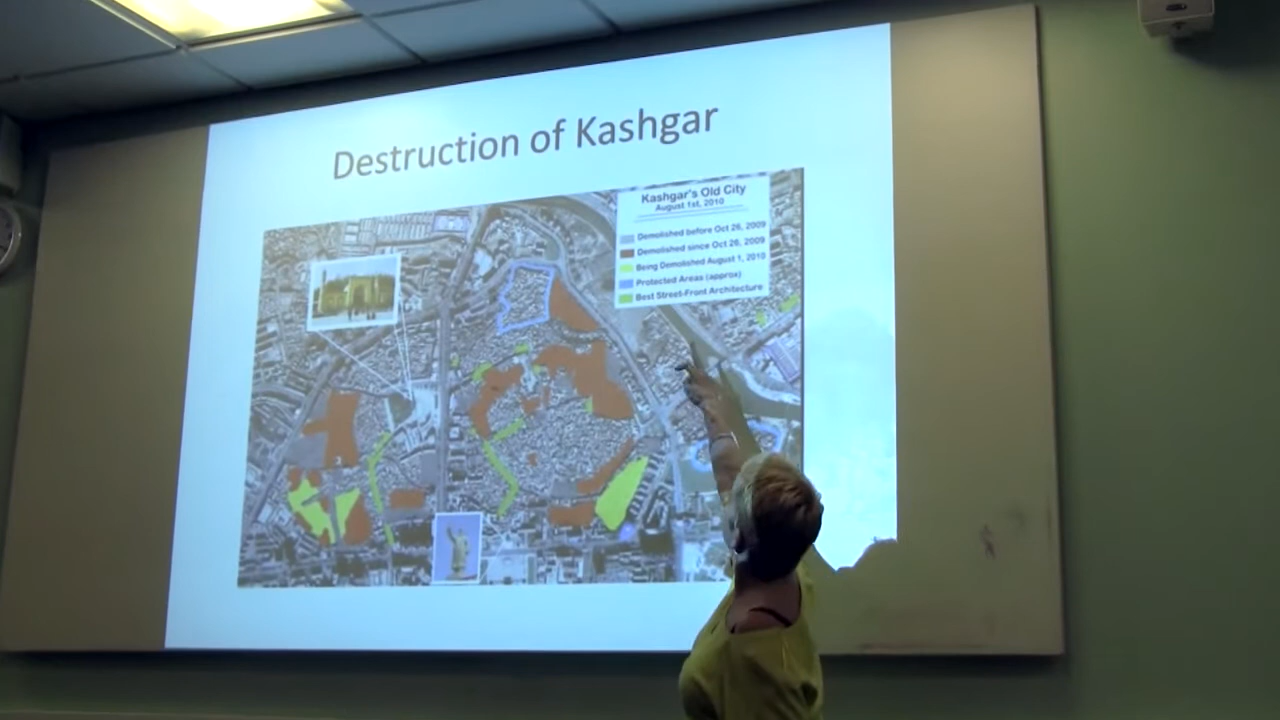 Destruction of Kashgar
Kashgar's Old City
August 1st, 2010
Demolished before Oct 26, 2009
Demolished since Oct 26, 2009
Being Demolished August 1, 2010
Protected Areas (approx)
Best Street-Front Architecture